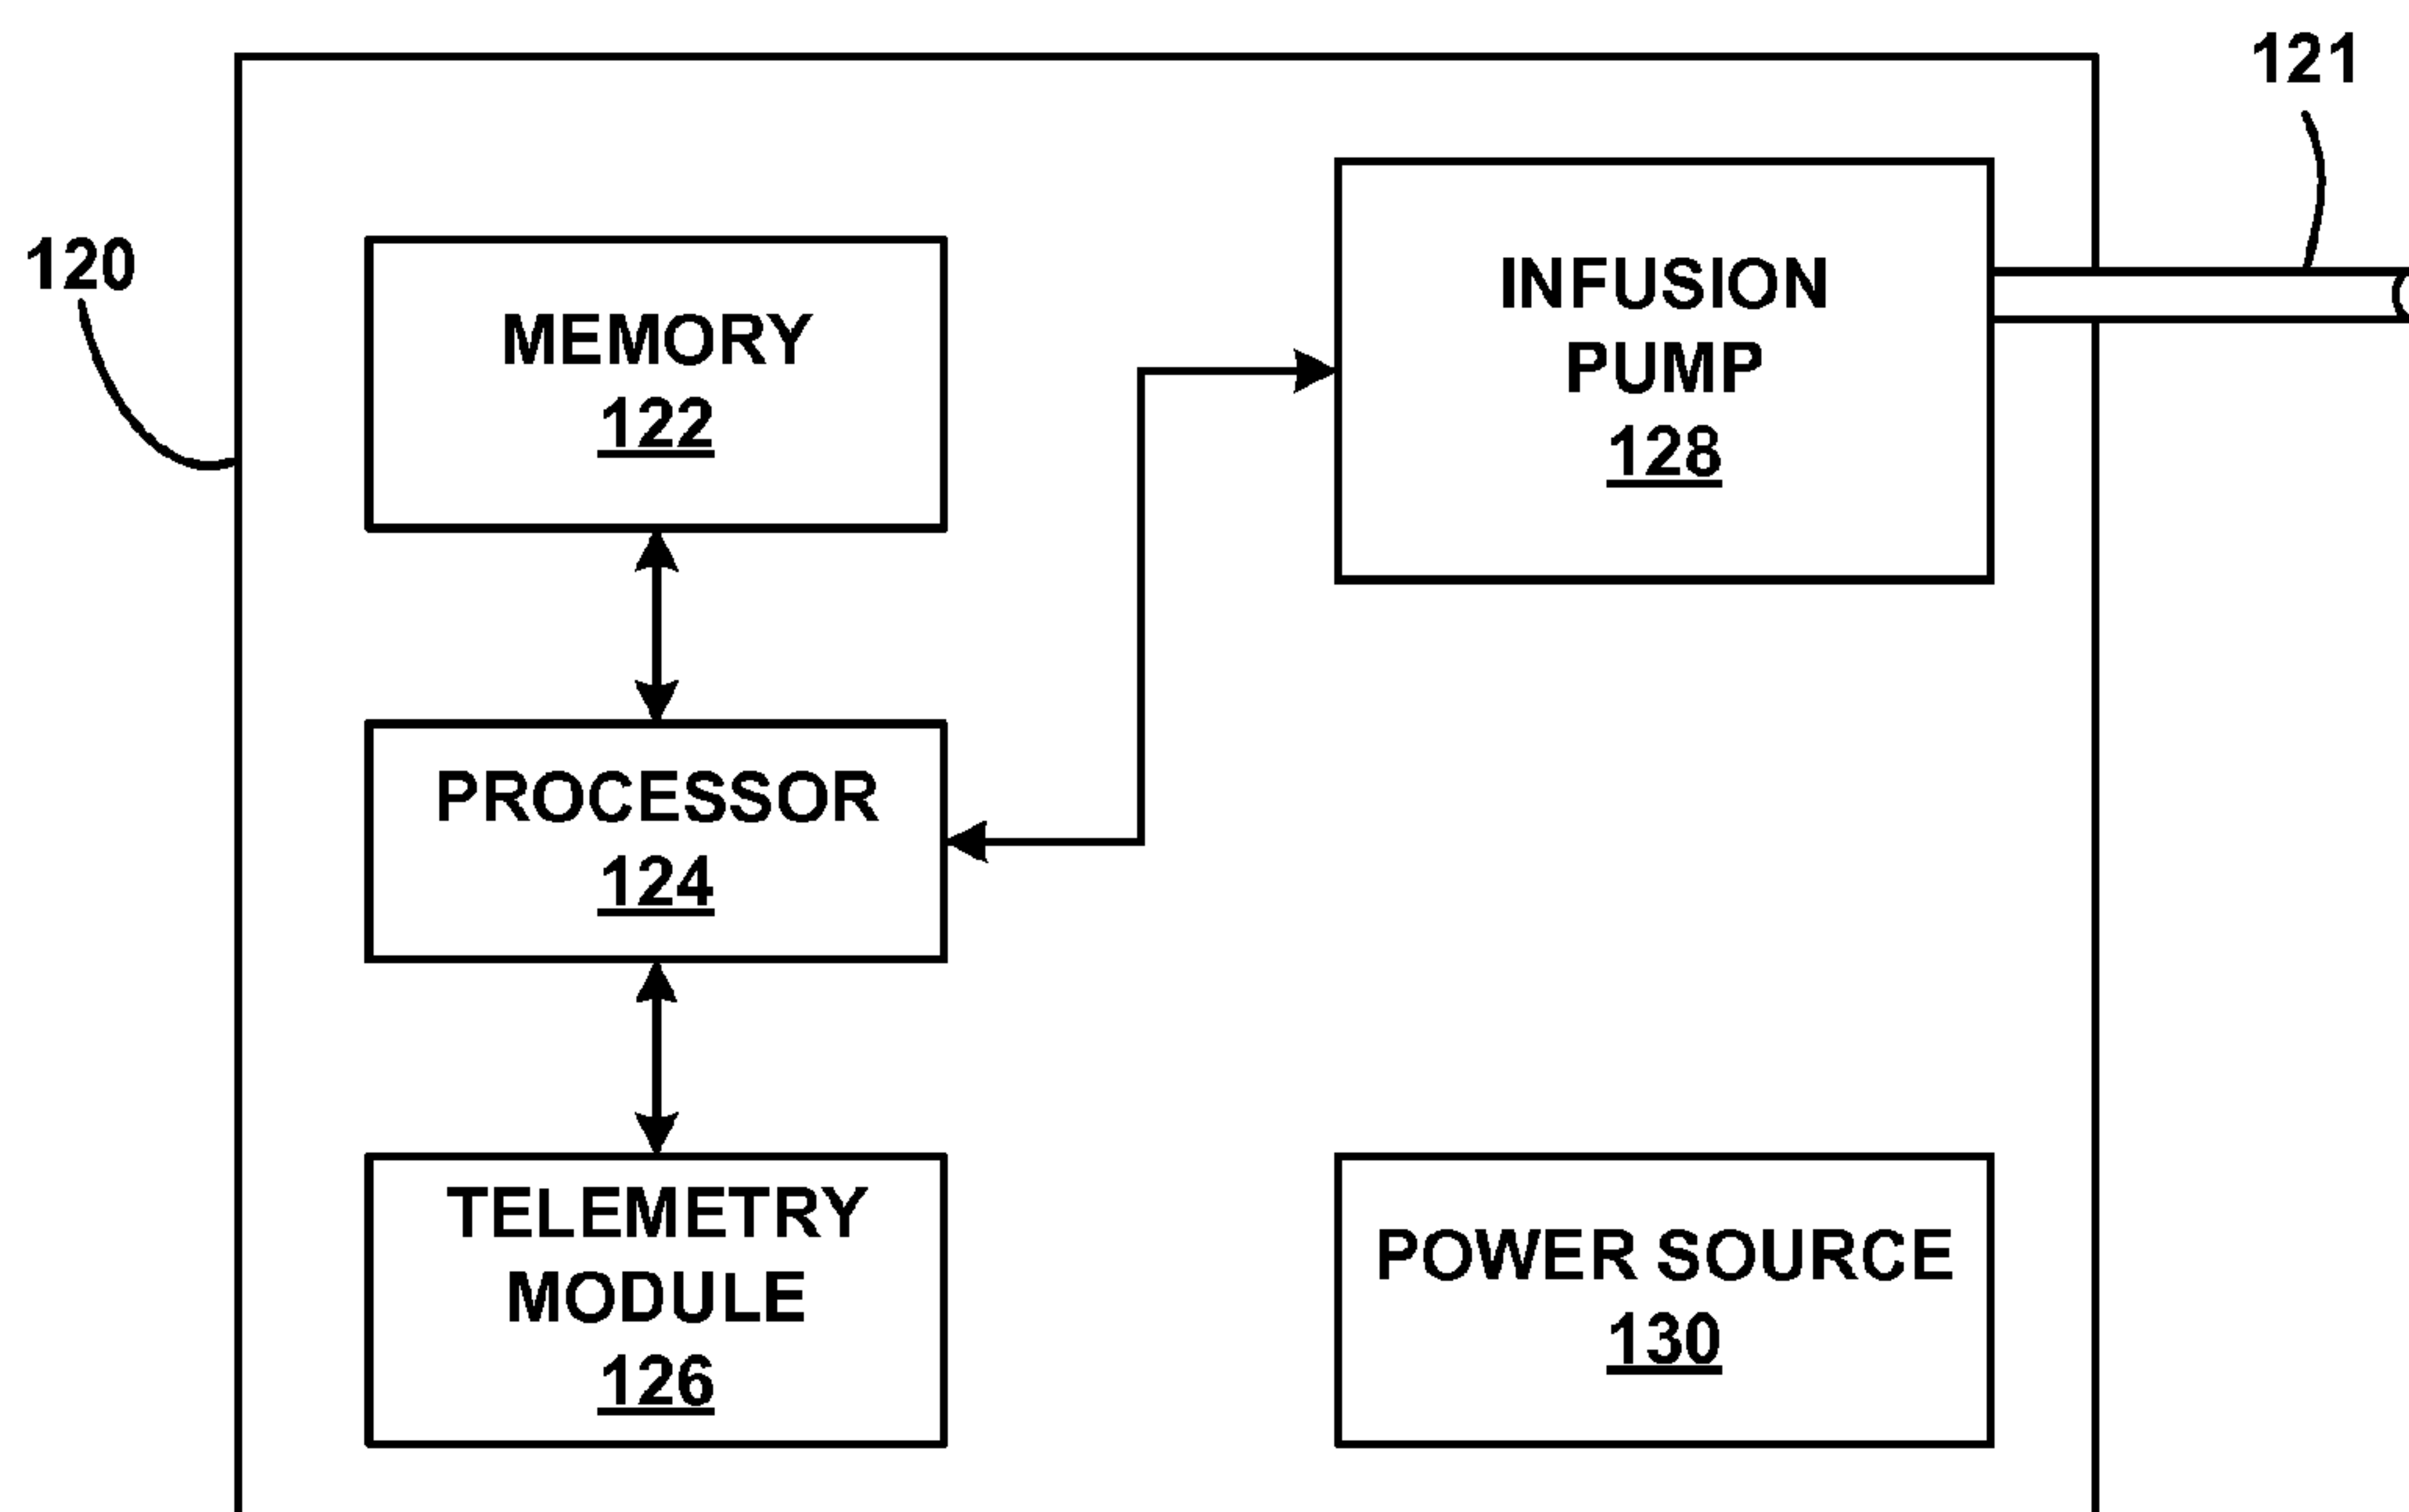 121
120
MEMORY
122
INFUSION
PUMP
128
PROCESSOR
124
TELEMETRY
MODULE
126
POWER SOURCE
130